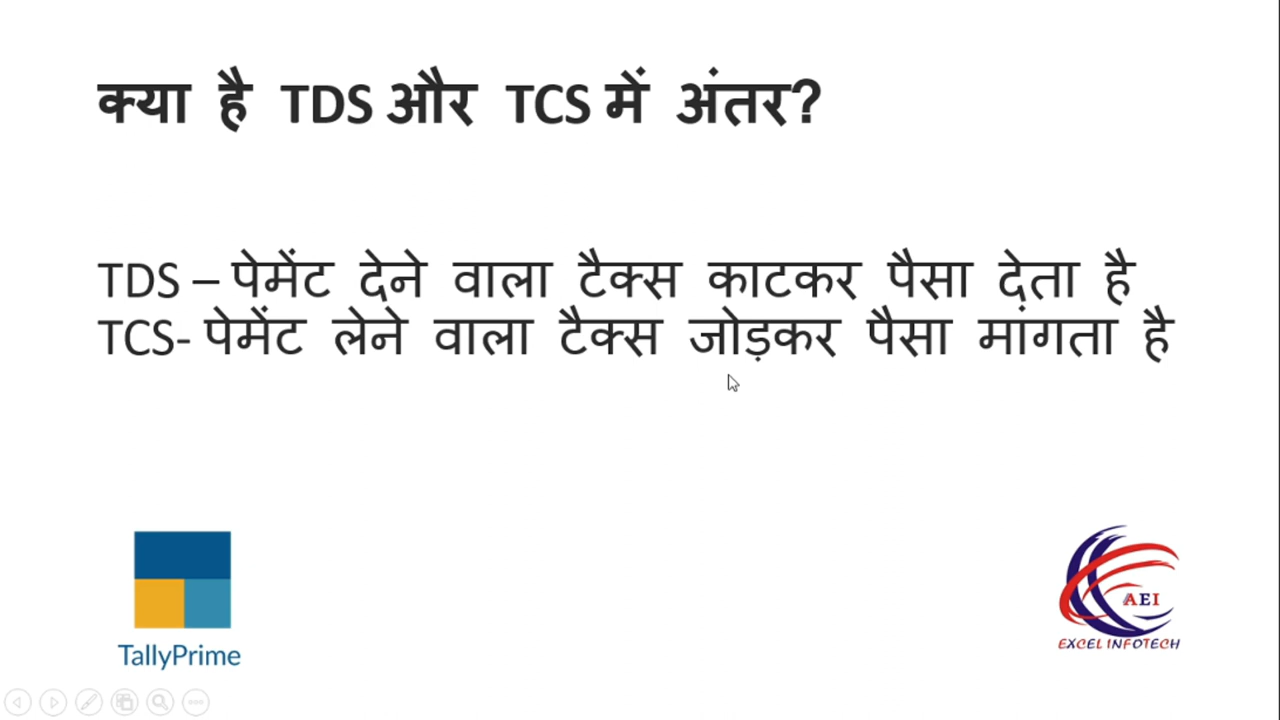 क्या है TDS और TCS में अंतर?
TDS – पेमेंट देने वाला टैक्स काटकर पैसा देता है
TCS- पेमेंट लेने वाला टैक्स जोड़कर पैसा मांगता है
TallyPrime
AEI
EXCEL INFOTECH